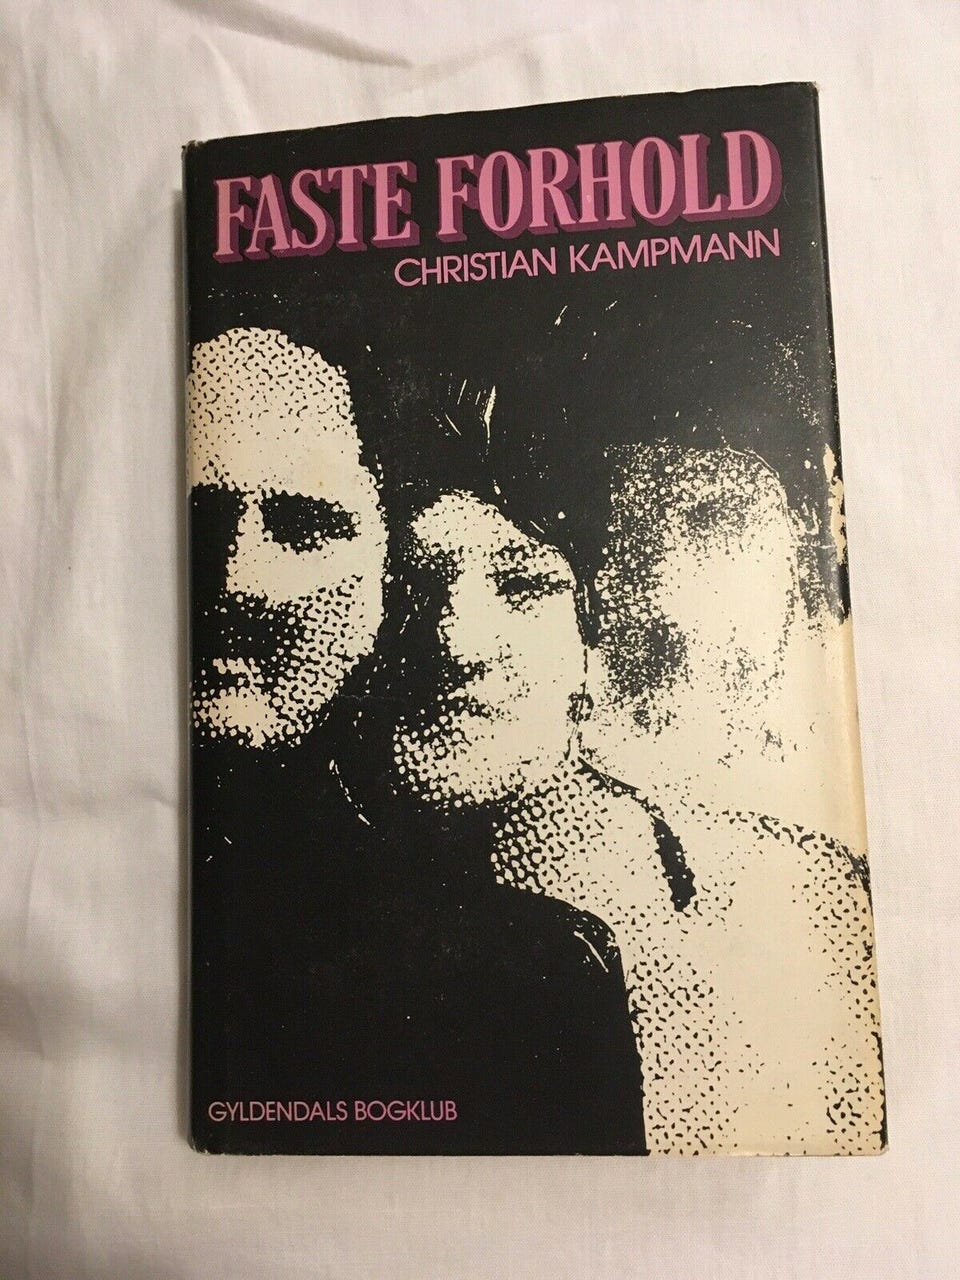 FASTE FORHOLD
CHRISTIAN KAMPMANN
GYLDENDALS BOGKLUB